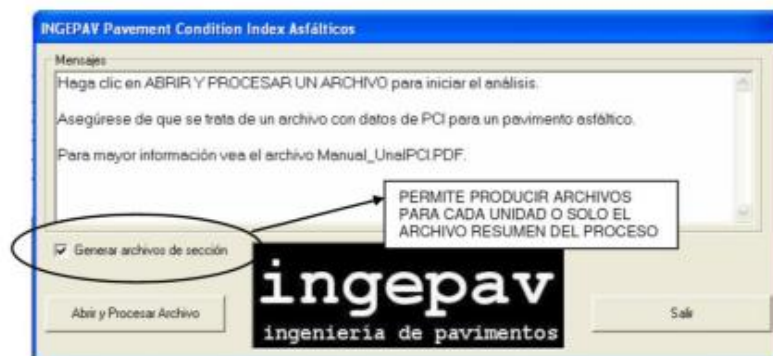 INGEPAV Pavement Condition Index Asfálticos
Mensajes
Haga clic en ABRIR Y PROCESAR UN ARCHIVO para iniciar el análisis.
Asegúrese de que se trata de un archivo con datos de PCI para un pavimento asfáltico.
Para mayor información vea el archivo Manual_UnalPCI.PDF.
PERMITE PRODUCIR ARCHIVOS
PARA CADA UNIDAD O SOLO EL
ARCHIVO RESUMEN DEL PROCESO
Generar archivos de sección
ingepav
ingeniería de pavimentos
Abrir y Procesar Archivo
Salir